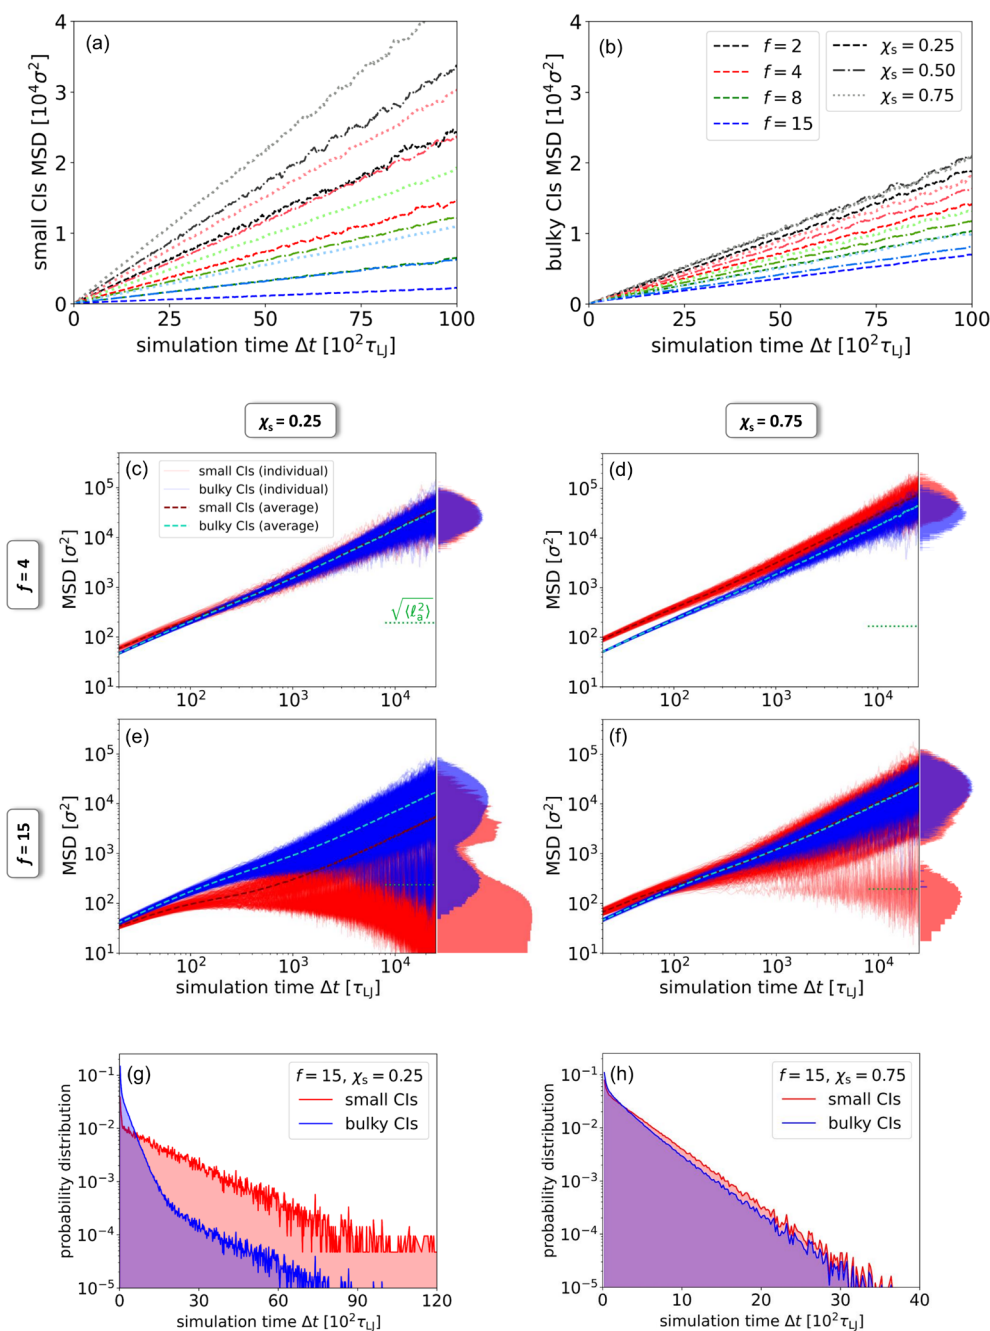 (a)
small CIs MSD [10⁴σ²]
4
3
2
1
0
0 25 50 75 100
simulation time Δt [10²τ_LJ]
(b)
f = 2
f = 4
f = 8
f = 15
χ_s = 0.25
χ_s = 0.50
χ_s = 0.75
bulky CIs MSD [10⁴σ²]
4
3
2
1
0
0 25 50 75 100
simulation time Δt [10²τ_LJ]
χ_s = 0.25
χ_s = 0.75
f = 4
(c)
small CIs (individual)
bulky CIs (individual)
small CIs (average)
bulky CIs (average)
√⟨ℓ_a²⟩
MSD [σ²]
10⁵
10⁴
10³
10²
10¹
10² 10³ 10⁴
(d)
MSD [σ²]
10⁵
10⁴
10³
10²
10¹
10² 10³ 10⁴
f = 15
(e)
MSD [σ²]
10⁵
10⁴
10³
10²
10¹
10² 10³ 10⁴
simulation time Δt [τ_LJ]
(f)
MSD [σ²]
10⁵
10⁴
10³
10²
10¹
10² 10³ 10⁴
simulation time Δt [τ_LJ]
(g)
f = 15, χ_s = 0.25
small CIs
bulky CIs
probability distribution
10⁻¹
10⁻²
10⁻³
10⁻⁴
10⁻⁵
0 30 60 90 120
simulation time Δt [10²τ_LJ]
(h)
f = 15, χ_s = 0.75
small CIs
bulky CIs
probability distribution
10⁻¹
10⁻²
10⁻³
10⁻⁴
10⁻⁵
0 10 20 30 40
simulation time Δt [10²τ_LJ]